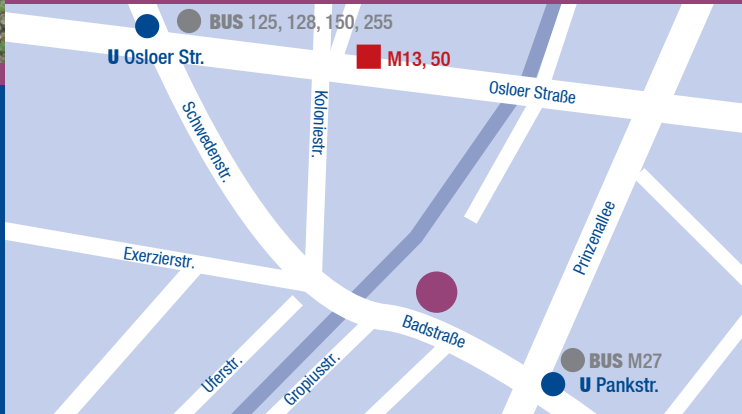 BUS 125, 128, 150, 255
U Osloer Str.
M13, 50
Osloer Straße
Schwedenstr.
Koloniestr.
Prinzenallee
Exerzierstr.
Badstraße
Uferstr.
Gropiusstr.
BUS M27
U Pankstr.